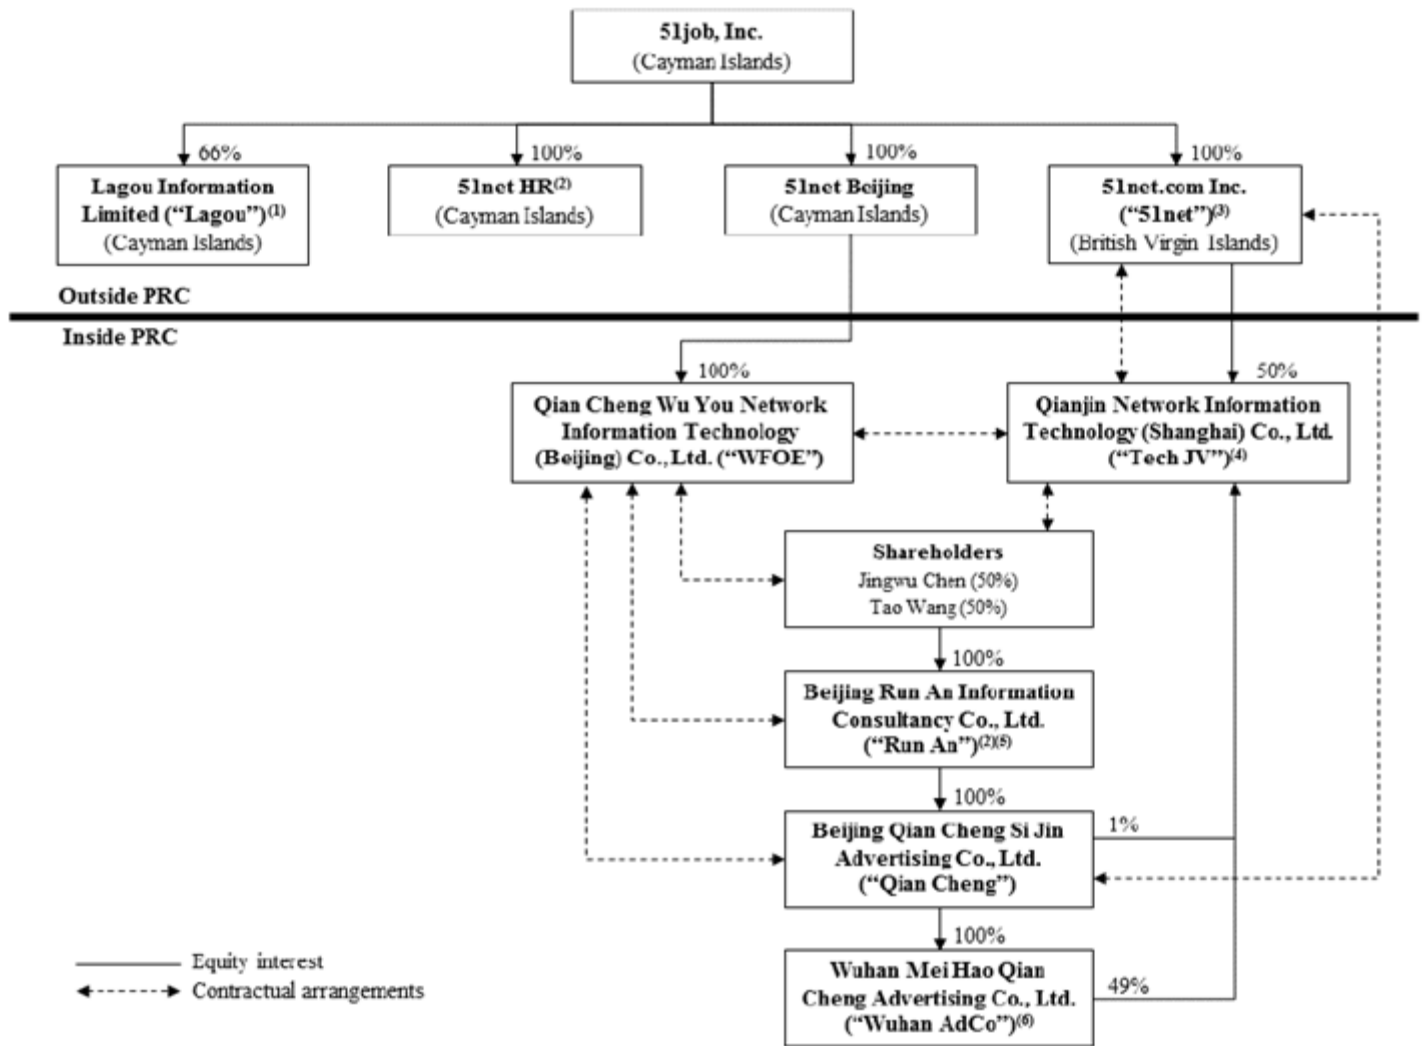 51job, Inc.
(Cayman Islands)
66%
100%
100%
100%
Lagou Information
Limited (“Lagou”)(1)
(Cayman Islands)
51net HR(2)
(Cayman Islands)
51net Beijing
(Cayman Islands)
51net.com Inc.
(“51net”)(3)
(British Virgin Islands)
Outside PRC
Inside PRC
100%
50%
Qian Cheng Wu You Network
Information Technology
(Beijing) Co., Ltd. (“WFOE”)
Qianjin Network Information
Technology (Shanghai) Co., Ltd.
(“Tech JV”)(4)
Shareholders
Jingwu Chen (50%)
Tao Wang (50%)
100%
Beijing Run An Information
Consultancy Co., Ltd.
(“Run An”)(2)(5)
100%
Beijing Qian Cheng Si Jin
Advertising Co., Ltd.
(“Qian Cheng”)
1%
100%
Wuhan Mei Hao Qian
Cheng Advertising Co., Ltd.
(“Wuhan AdCo”)(6)
49%
Equity interest
Contractual arrangements